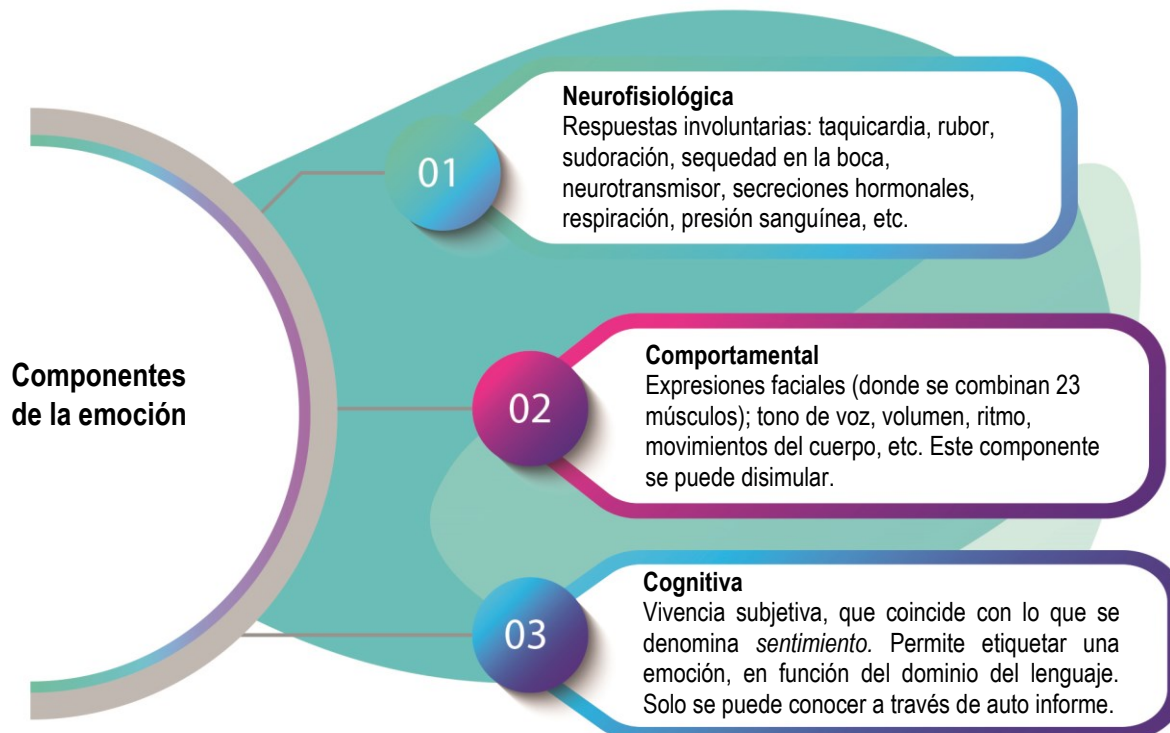 Componentes
de la emoción
01
Neurofisiológica
Respuestas involuntarias: taquicardia, rubor,
sudoración, sequedad en la boca,
neurotransmisor, secreciones hormonales,
respiración, presión sanguínea, etc.
02
Comportamental
Expresiones faciales (donde se combinan 23
músculos); tono de voz, volumen, ritmo,
movimientos del cuerpo, etc. Este componente
se puede disimular.
03
Cognitiva
Vivencia subjetiva, que coincide con lo que se
denomina sentimiento. Permite etiquetar una
emoción, en función del dominio del lenguaje.
Solo se puede conocer a través de auto informe.